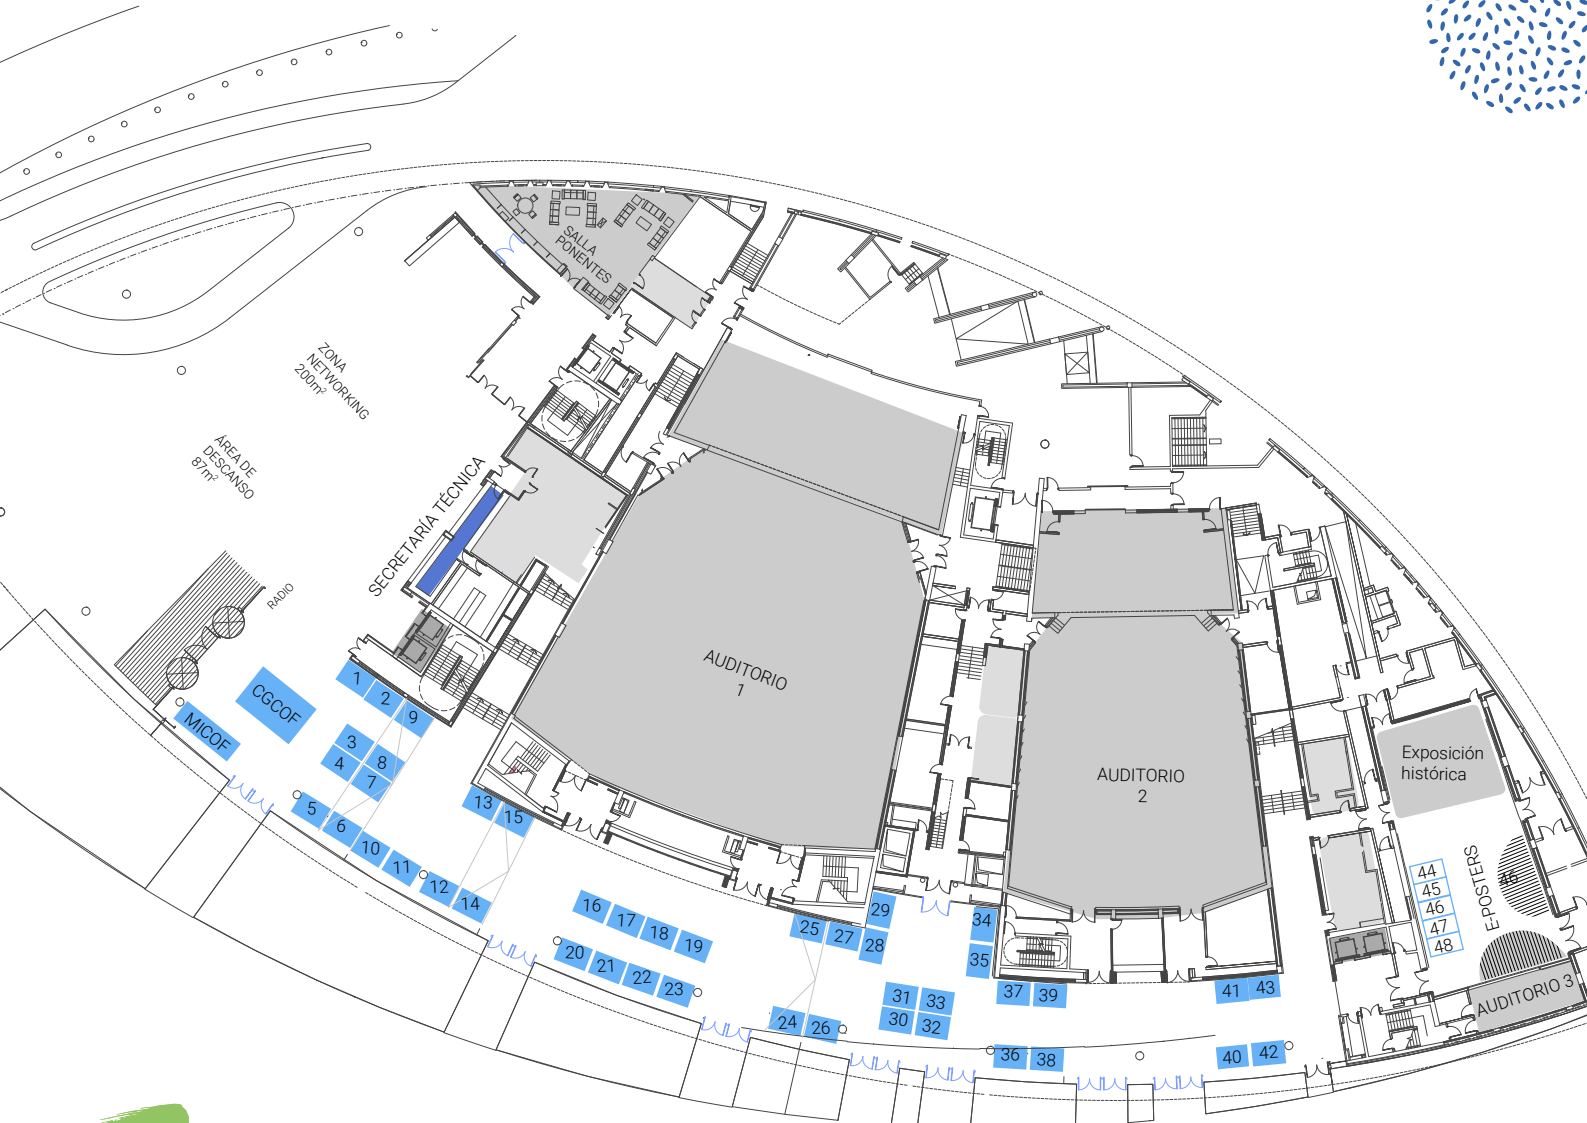 SALLA
PONENTES
ZONA
NETWORKING
200m²
ÁREA DE
DESCANSO
87m²
SECRETARÍA TÉCNICA
RADIO
AUDITORIO
1
AUDITORIO
2
Exposición
histórica
E-POSTERS
46
44
45
46
47
48
AUDITORIO 3
CGCOF
MICOF
1
2
9
3
8
4
7
5
6
10
11
12
14
13
15
16
17
18
19
20
21
22
23
24
26
25
27
29
28
34
35
31
33
30
32
37
39
36
38
41
43
40
42